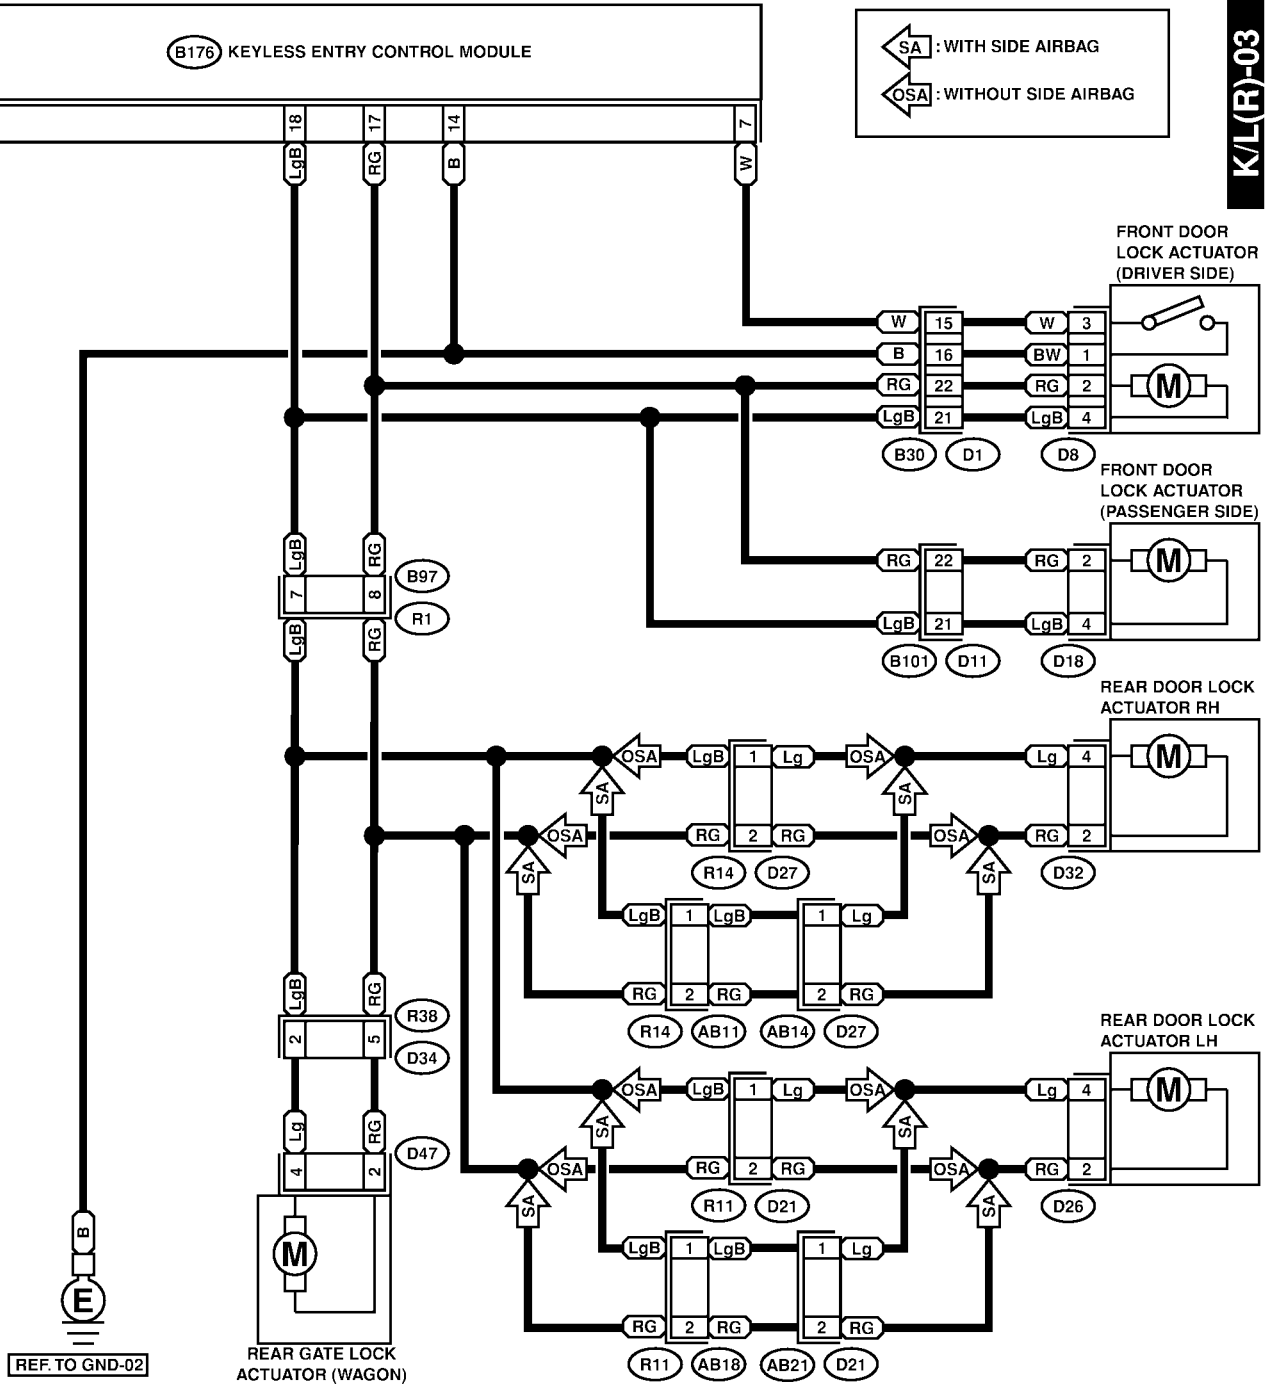 B176 KEYLESS ENTRY CONTROL MODULE
SA : WITH SIDE AIRBAG
OSA : WITHOUT SIDE AIRBAG
K/L(R)-03
18 17 14 7
LgB RG B W
FRONT DOOR
LOCK ACTUATOR
(DRIVER SIDE)
W 15 W 3
B 16 BW 1
RG 22 RG 2 M
LgB 21 LgB 4
B30 D1 D8
FRONT DOOR
LOCK ACTUATOR
(PASSENGER SIDE)
LgB RG
B97
7 8
R1
LgB RG
RG 22 RG 2 M
LgB 21 LgB 4
B101 D11 D18
REAR DOOR LOCK
ACTUATOR RH
OSA LgB 1 Lg OSA Lg 4 M
SA SA
OSA RG 2 RG OSA RG 2
SA SA
R14 D27 D32
LgB 1 LgB 1 Lg
RG 2 RG 2 RG
R14 AB11 AB14 D27
LgB RG
R38
2 5
D34
Lg RG
D47
4 2
M
REAR GATE LOCK
ACTUATOR (WAGON)
REAR DOOR LOCK
ACTUATOR LH
OSA LgB 1 Lg OSA Lg 4 M
SA SA
OSA RG 2 RG OSA RG 2
SA SA
R11 D21 D26
LgB 1 LgB 1 Lg
RG 2 RG 2 RG
R11 AB18 AB21 D21
B
E
REF. TO GND-02